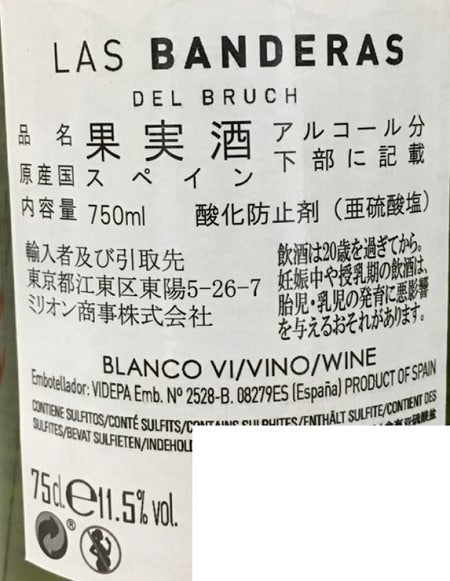 LAS BANDERAS
DEL BRUCH
品名 果実酒 アルコール分
下部に記載
原産国 スペイン
内容量 750ml 酸化防止剤（亜硫酸塩）
輸入者及び引取先
東京都江東区東陽5-26-7
ミリオン商事株式会社
飲酒は20歳を過ぎてから。
妊娠中や授乳期の飲酒は、
胎児・乳児の発育に悪影響
を与えるおそれがあります。
BLANCO VI/VINO/WINE
Embotellador: VIDEPA Emb. Nº 2528-B. 08279ES (España) PRODUCT OF SPAIN
CONTIENE SULFITOS/CONTÉ SULFITS/CONTAINS SULPHITES/ENTHÄLT SULFITE/CONTIENT DES
SULFITES/BEVAT SULFIETEN/INDEHOL
75cl.e11.5% vol.
®